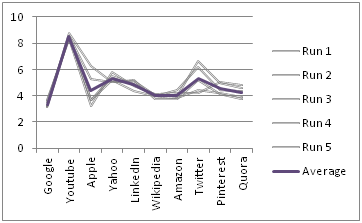 10
8
6
4
2
0
Google
Youtube
Apple
Yahoo
LinkedIn
Wikipedia
Amazon
Twitter
Pinterest
Quora
Run 1
Run 2
Run 3
Run 4
Run 5
Average